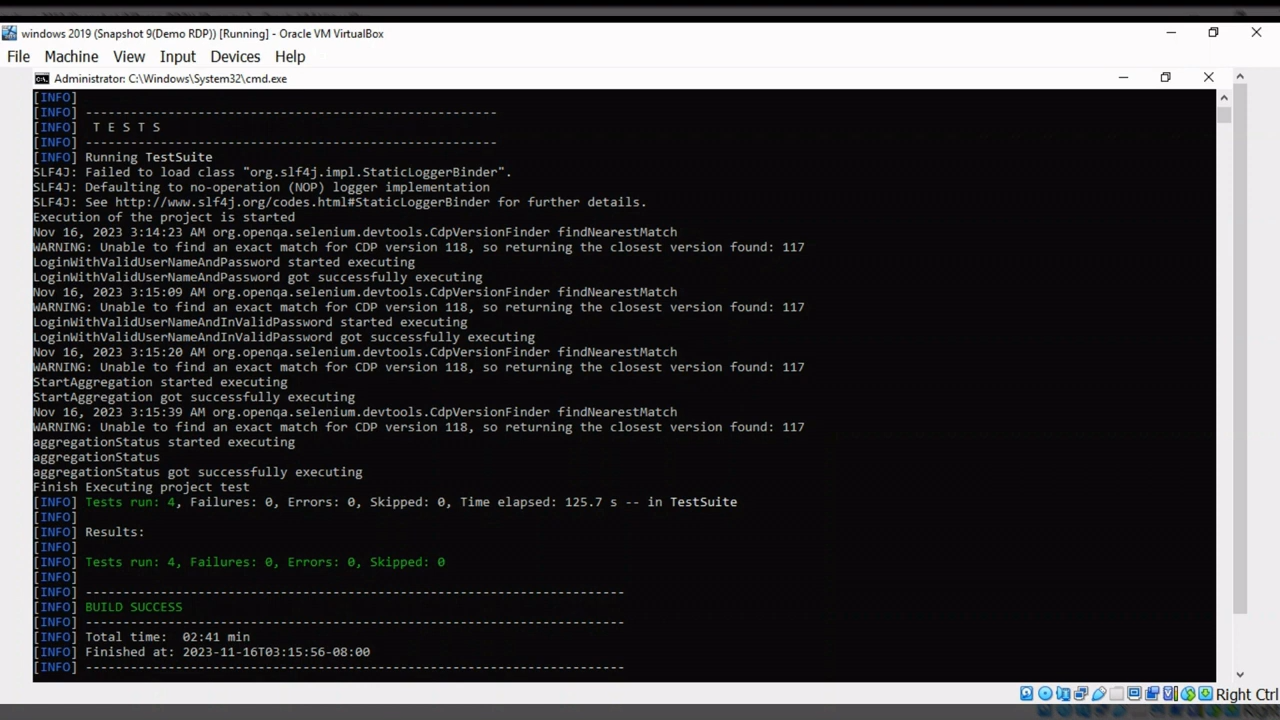 windows 2019 (Snapshot 9(Demo RDP)) [Running] - Oracle VM VirtualBox
File Machine View Input Devices Help
Administrator: C:\Windows\System32\cmd.exe
[INFO]
[INFO] -------------------------------------------------------
[INFO]  T E S T S
[INFO] -------------------------------------------------------
[INFO] Running TestSuite
SLF4J: Failed to load class "org.slf4j.impl.StaticLoggerBinder".
SLF4J: Defaulting to no-operation (NOP) logger implementation
SLF4J: See http://www.slf4j.org/codes.html#StaticLoggerBinder for further details.
Execution of the project is started
Nov 16, 2023 3:14:23 AM org.openqa.selenium.devtools.CdpVersionFinder findNearestMatch
WARNING: Unable to find an exact match for CDP version 118, so returning the closest version found: 117
LoginWithValidUserNameAndPassword started executing
LoginWithValidUserNameAndPassword got successfully executing
Nov 16, 2023 3:15:09 AM org.openqa.selenium.devtools.CdpVersionFinder findNearestMatch
WARNING: Unable to find an exact match for CDP version 118, so returning the closest version found: 117
LoginWithValidUserNameAndInValidPassword started executing
LoginWithValidUserNameAndInValidPassword got successfully executing
Nov 16, 2023 3:15:20 AM org.openqa.selenium.devtools.CdpVersionFinder findNearestMatch
WARNING: Unable to find an exact match for CDP version 118, so returning the closest version found: 117
StartAggregation started executing
StartAggregation got successfully executing
Nov 16, 2023 3:15:39 AM org.openqa.selenium.devtools.CdpVersionFinder findNearestMatch
WARNING: Unable to find an exact match for CDP version 118, so returning the closest version found: 117
aggregationStatus started executing
aggregationStatus
aggregationStatus got successfully executing
Finish Executing project test
[INFO] Tests run: 4, Failures: 0, Errors: 0, Skipped: 0, Time elapsed: 125.7 s -- in TestSuite
[INFO]
[INFO] Results:
[INFO]
[INFO] Tests run: 4, Failures: 0, Errors: 0, Skipped: 0
[INFO]
[INFO] ------------------------------------------------------------------------
[INFO] BUILD SUCCESS
[INFO] ------------------------------------------------------------------------
[INFO] Total time:  02:41 min
[INFO] Finished at: 2023-11-16T03:15:56-08:00
[INFO] ------------------------------------------------------------------------
Right Ctrl